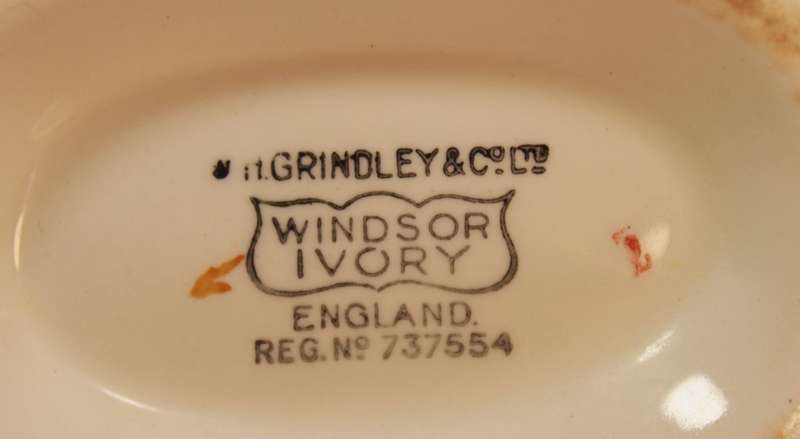 H.GRINDLEY & Cº. LTD
WINDSOR
IVORY
ENGLAND.
REG. Nº 737554